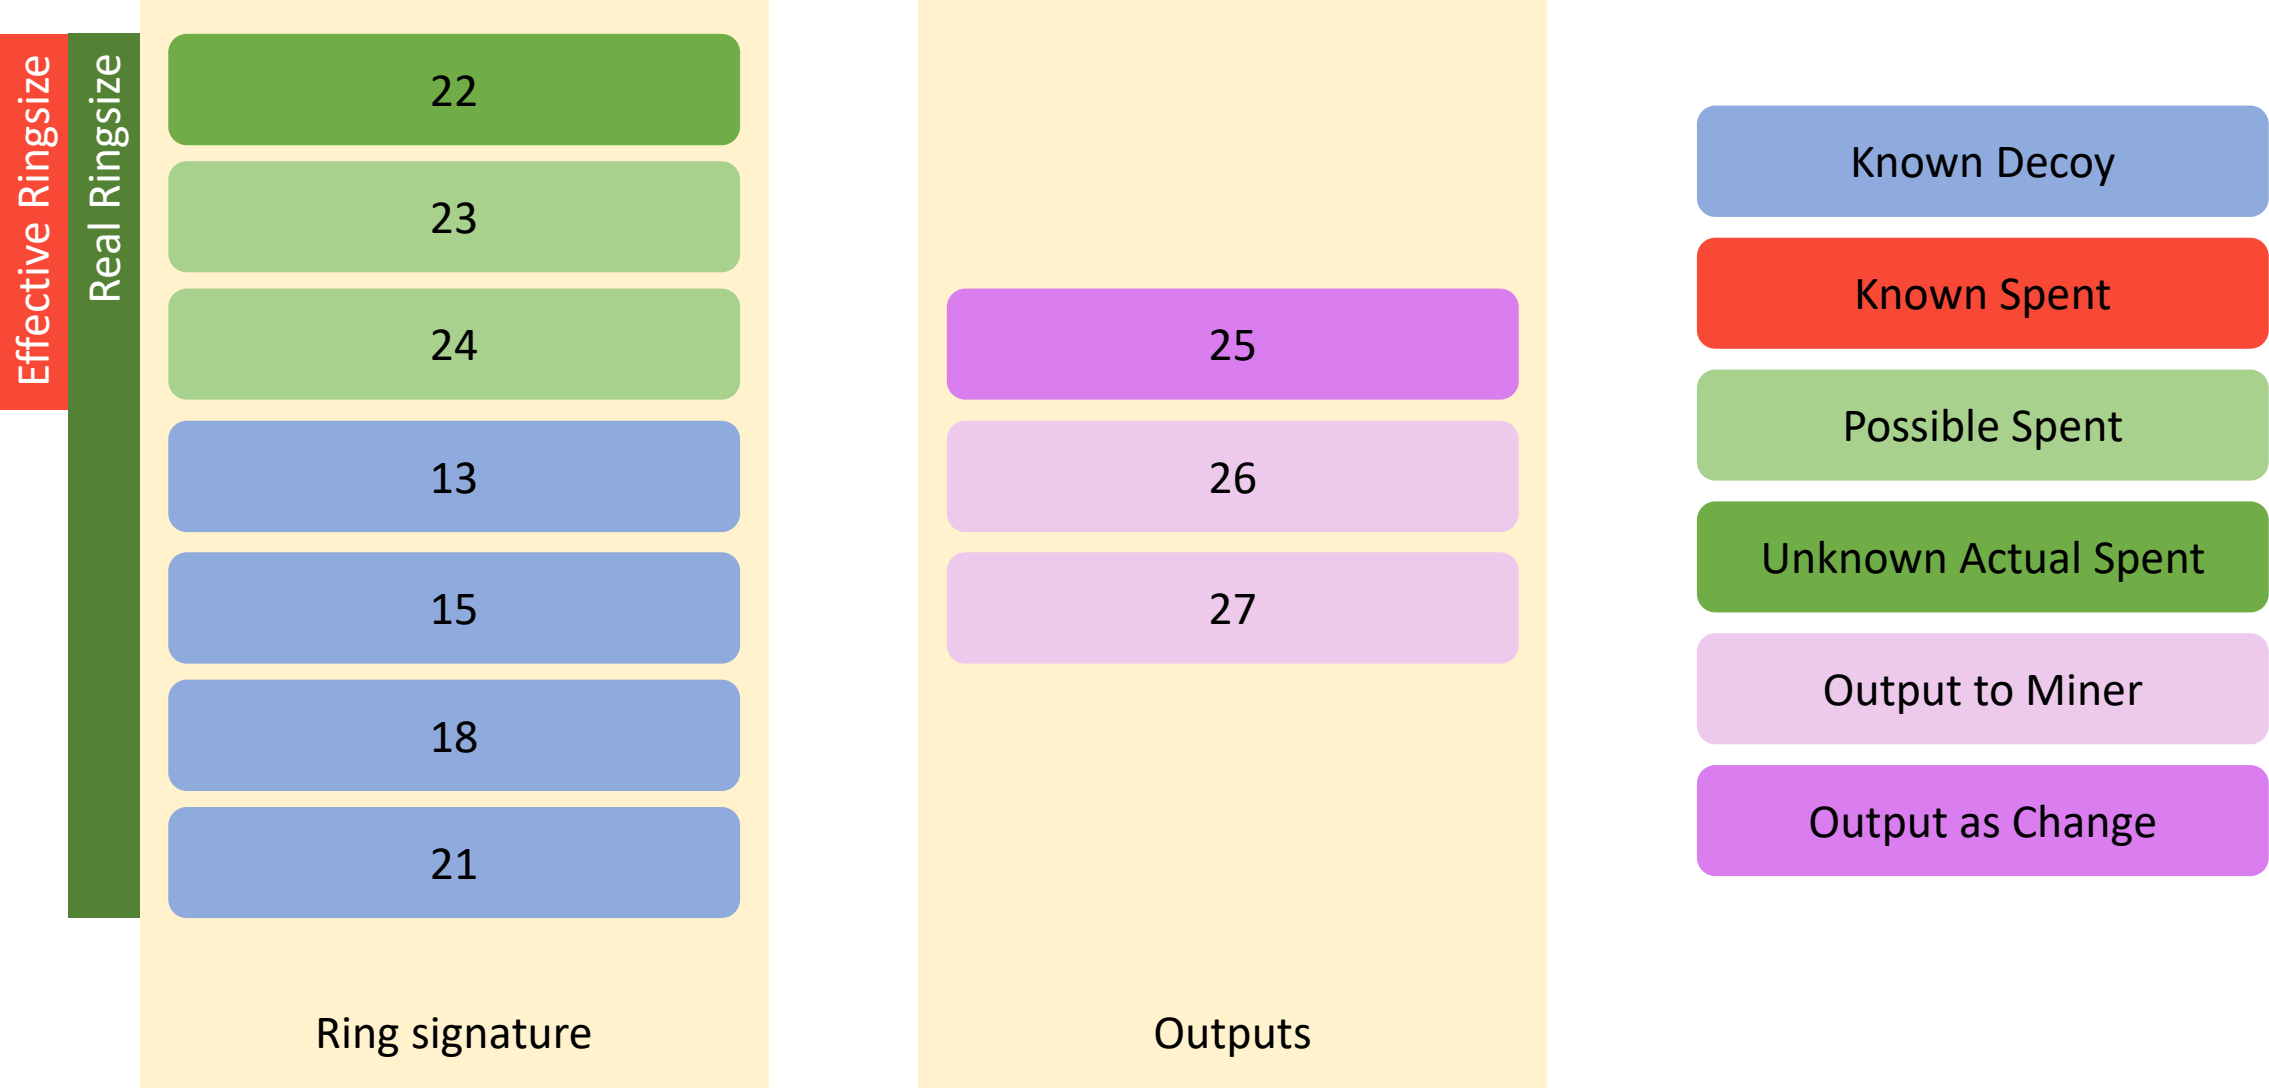 Effective Ringsize
Real Ringsize
22
23
24
13
15
18
21
Ring signature
25
26
27
Outputs
Known Decoy
Known Spent
Possible Spent
Unknown Actual Spent
Output to Miner
Output as Change